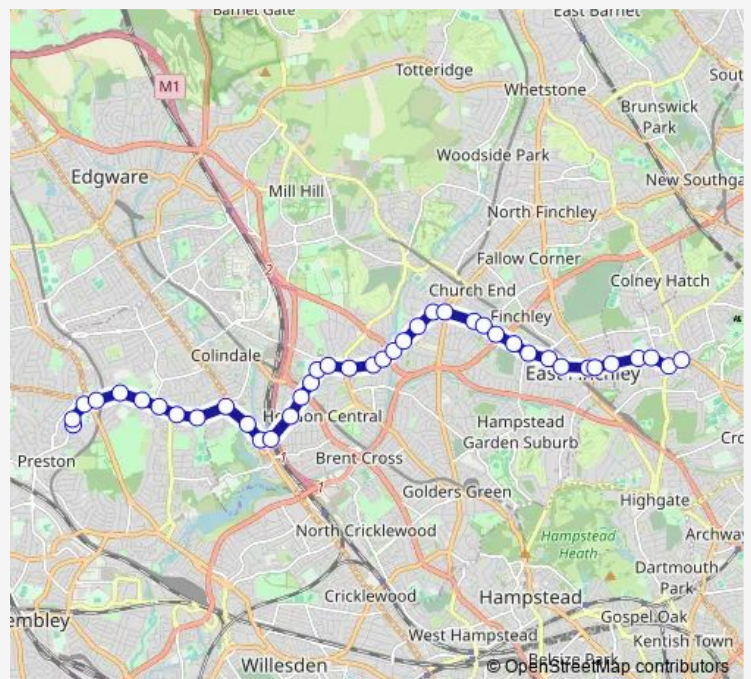 Barnet Gate
East Barnet
Totteridge
M1
Whetstone
Brunswick
Park
Woodside Park
Edgware
Mill Hill
New Southga
North Finchley
Fallow Corner
2
Colney Hatch
Church End
Finchley
Colindale
East Finchley
Hendon Central
Hampstead
Garden Suburb
Preston
1
Brent Cross
1
Golders Green
Highgate
North Cricklewood
Hampstead
Heath
Archway
Dartmouth
Park
Cricklewood
Hampstead
Gospel Oak
embley
West Hampstead
Kentish Town
Belsize Park
Willesden
© OpenStreetMap contributors